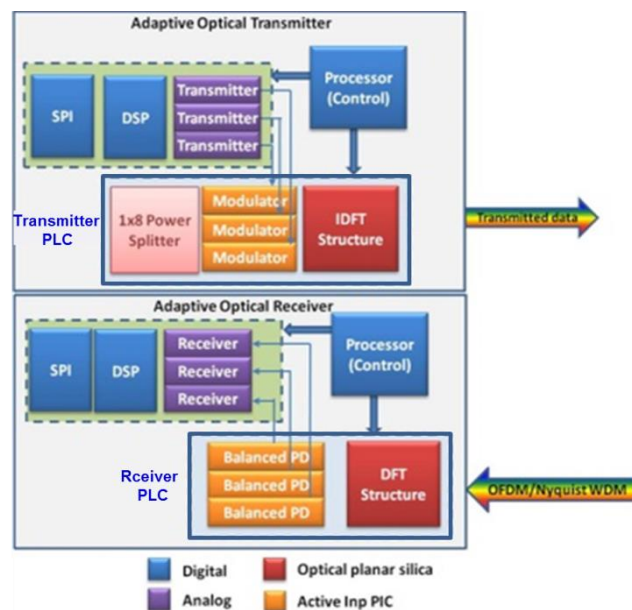 Adaptive Optical Transmitter
SPI
DSP
Transmitter
Transmitter
Transmitter
Processor
(Control)
Transmitter
PLC
1x8 Power
Splitter
Modulator
Modulator
Modulator
IDFT
Structure
Transmitted data
Adaptive Optical Receiver
SPI
DSP
Receiver
Receiver
Receiver
Processor
(Control)
Rceiver
PLC
Balanced PD
Balanced PD
Balanced PD
DFT
Structure
OFDM/Nyquist WDM
Digital
Optical planar silica
Analog
Active Inp PIC